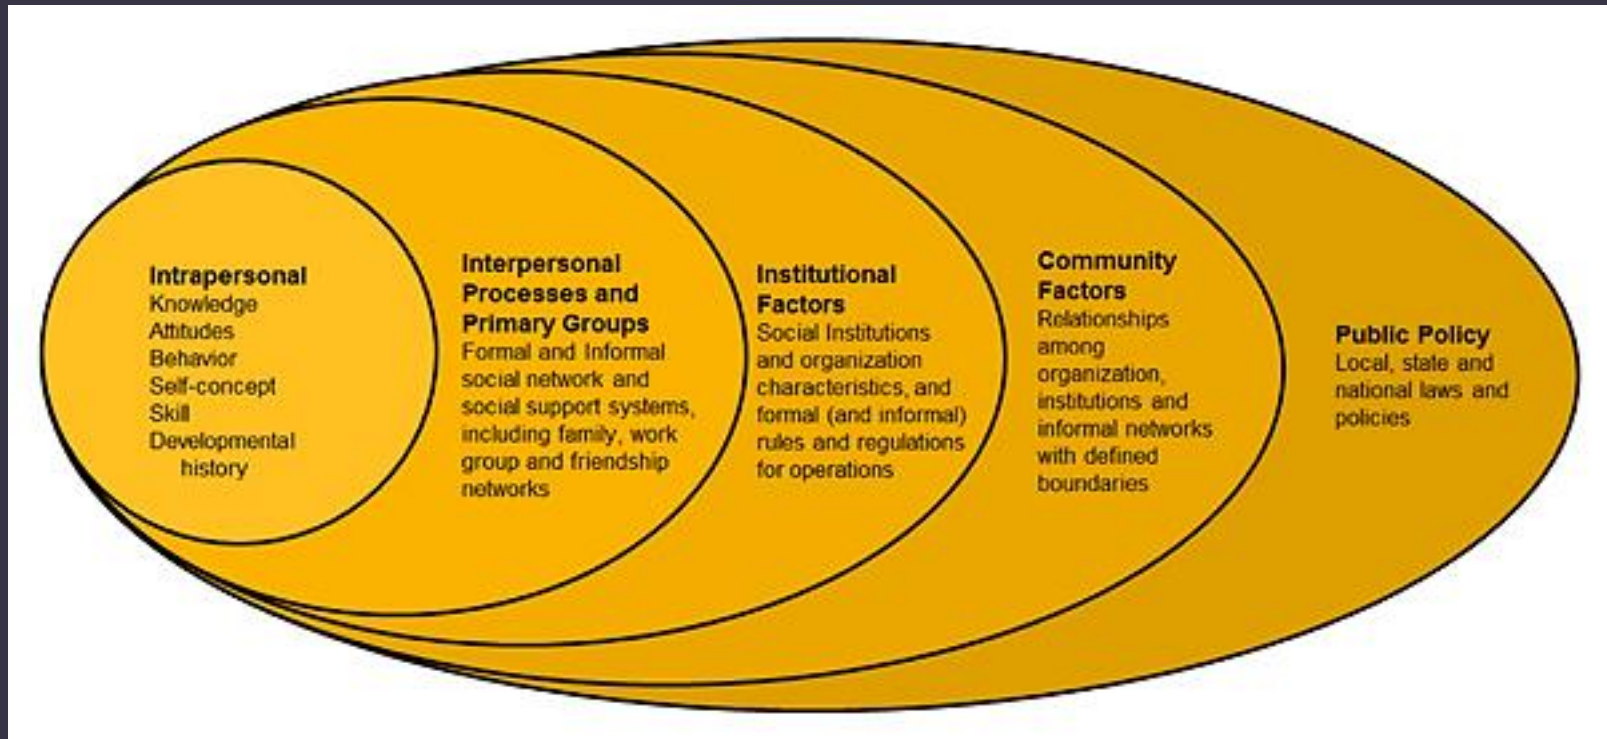 Intrapersonal
Knowledge
Attitudes
Behavior
Self-concept
Skill
Developmental
history
Interpersonal
Processes and
Primary Groups
Formal and Informal
social network and
social support systems,
including family, work
group and friendship
networks
Institutional
Factors
Social Institutions
and organization
characteristics, and
formal (and informal)
rules and regulations
for operations
Community
Factors
Relationships
among
organization,
institutions and
informal networks
with defined
boundaries
Public Policy
Local, state and
national laws and
policies